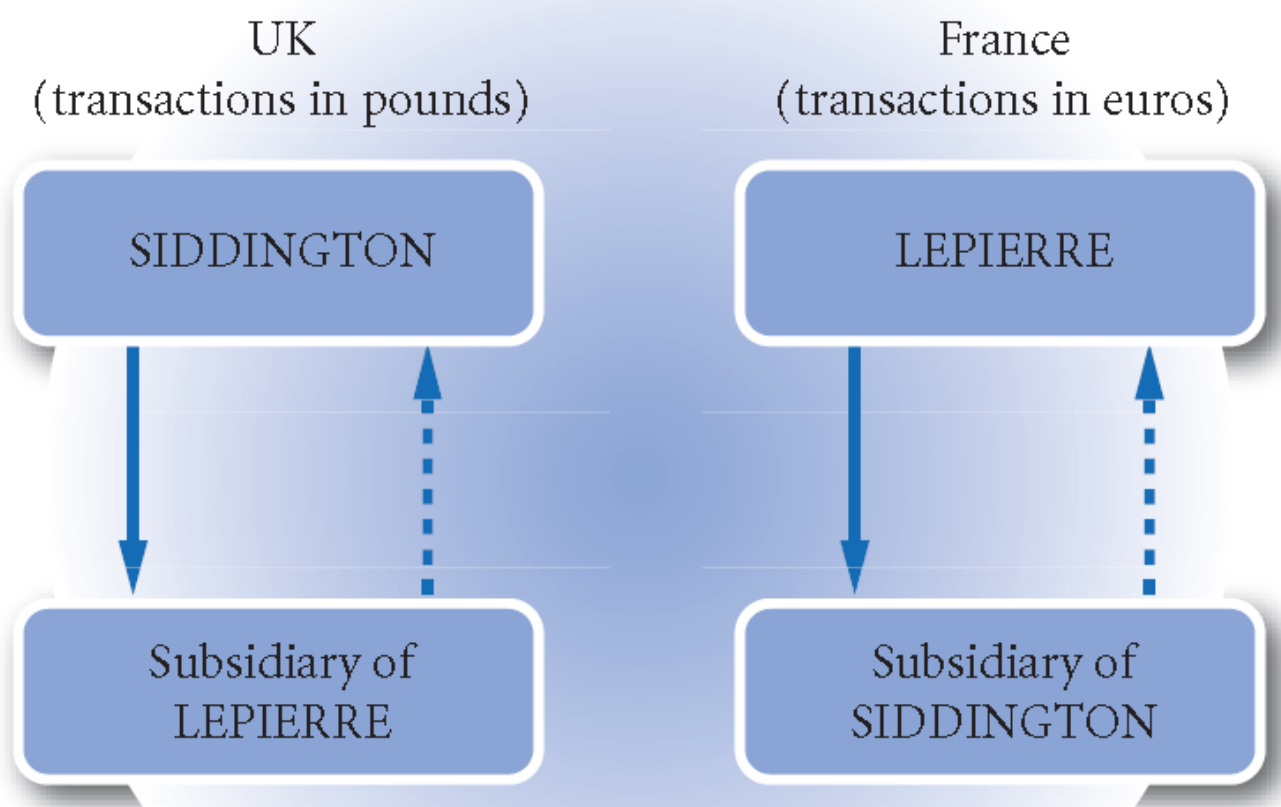 UK
(transactions in pounds)
France
(transactions in euros)
SIDDINGTON
LEPIERRE
Subsidiary of
LEPIERRE
Subsidiary of
SIDDINGTON